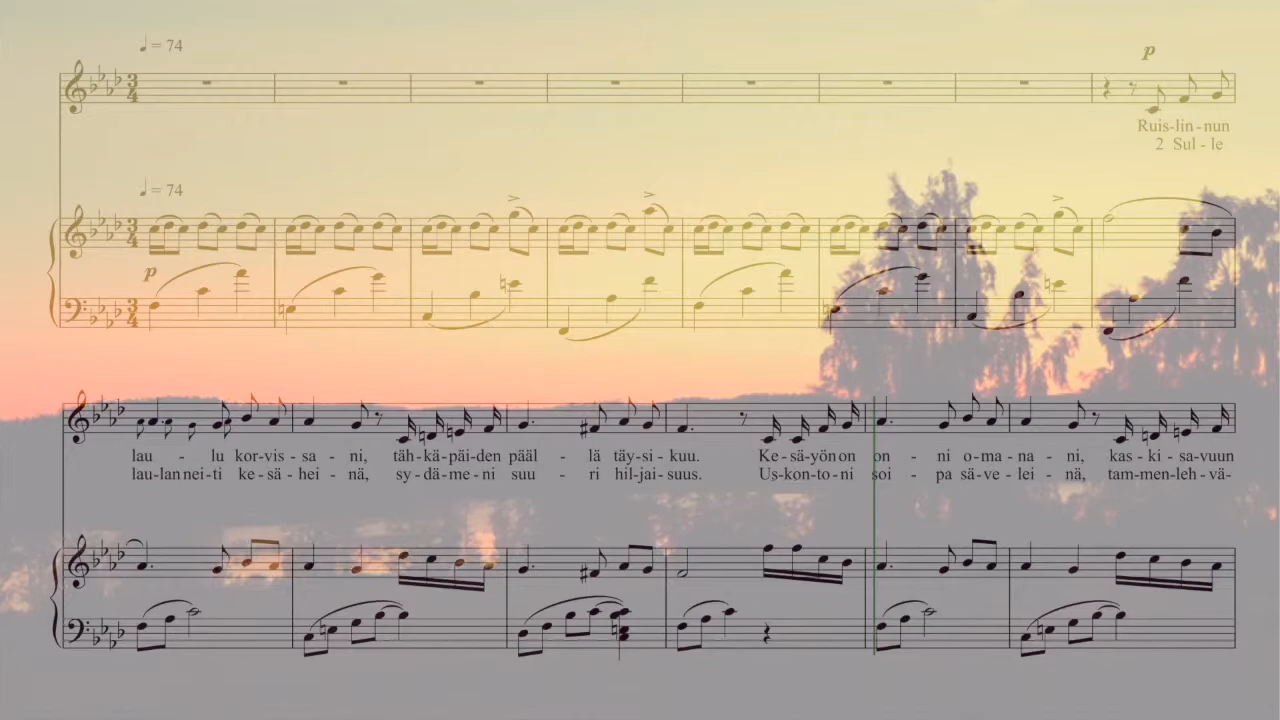 ♩= 74
p
Ruis-lin-nun
2 Sul-le
♩= 74
p
lau - lu kor-vis-sa-ni, täh-kä-päi-den pääl - lä täy-si-kuu. Ke-sä-yön on on - ni o-ma-na-ni, kas-ki-sa-vuun
lau-lan nei-ti ke-sä-hei-nä, sy-dä-me-ni suu - ri hil-jai-suus. Us-kon-to-ni soi - pa sä-ve-lei-nä, tam-men-leh-vä-